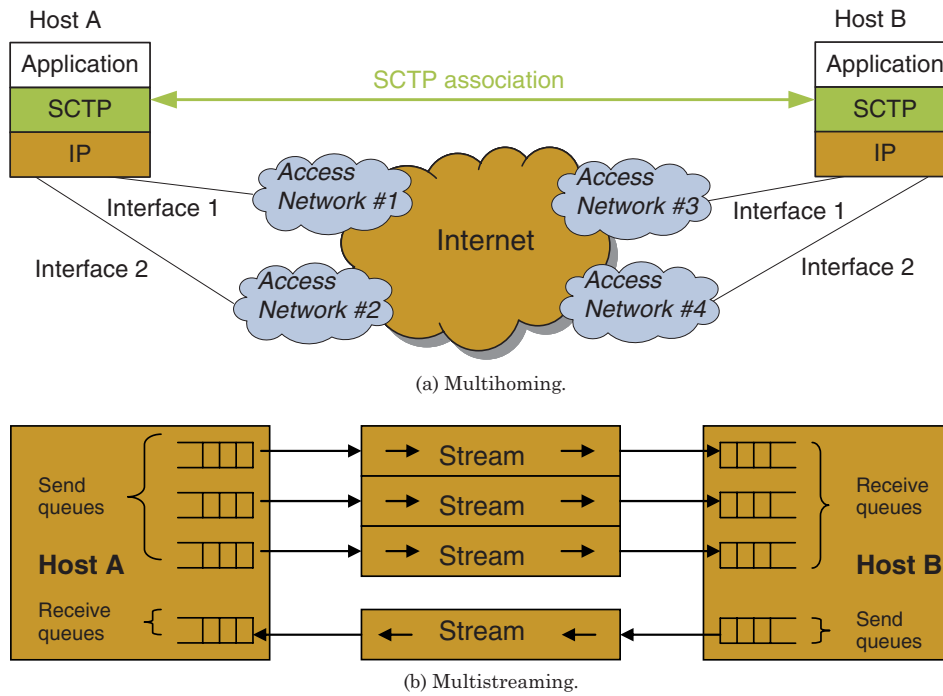 Host A
Host B
Application
SCTP
IP
SCTP association
Application
SCTP
IP
Access
Network #1
Access
Network #3
Interface 1
Interface 1
Internet
Interface 2
Interface 2
Access
Network #2
Access
Network #4
(a) Multihoming.
Send
queues
Stream
Stream
Stream
Receive
queues
Host A
Host B
Receive
queues
Stream
Send
queues
(b) Multistreaming.